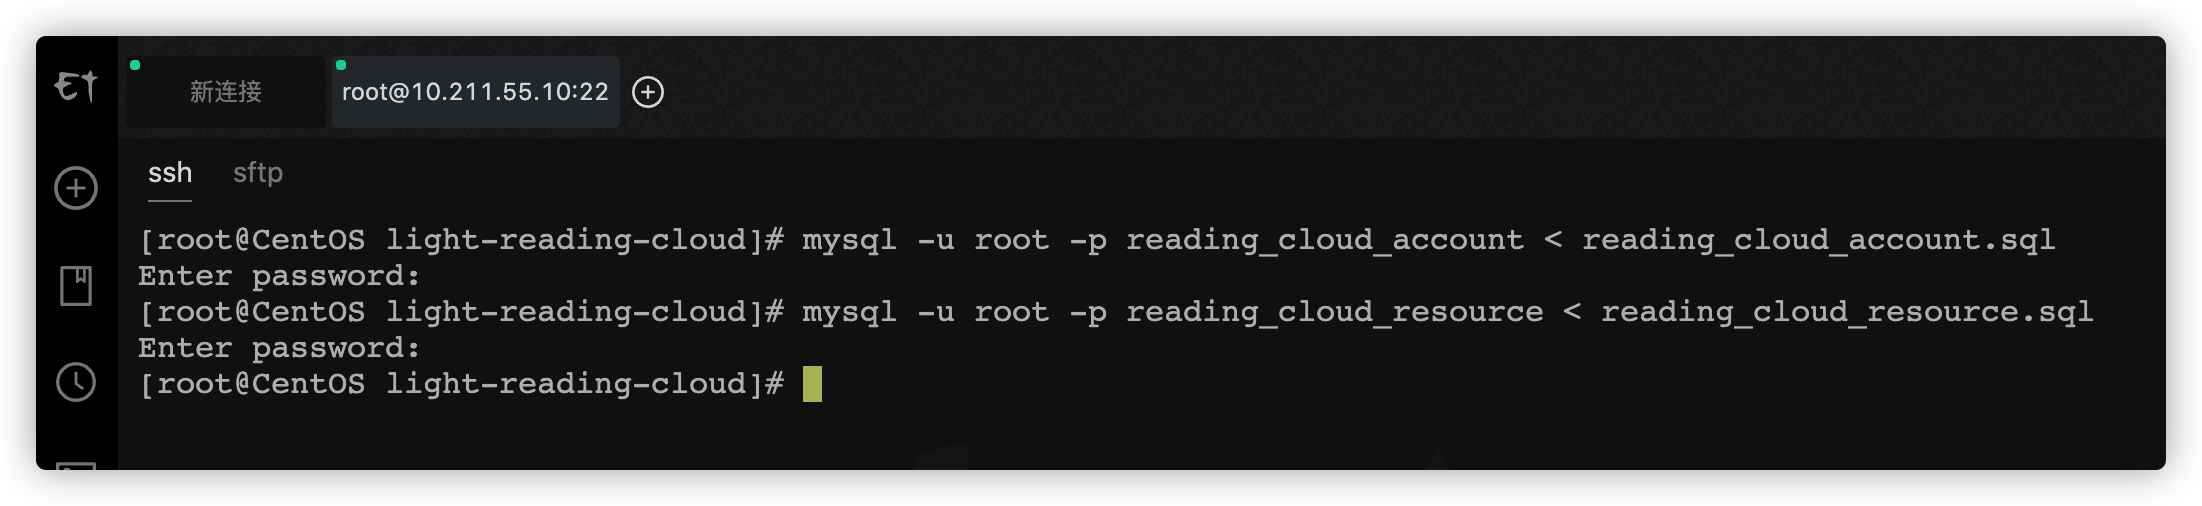 新连接
root@10.211.55.10:22
ssh
sftp
[root@CentOS light-reading-cloud]# mysql -u root -p reading_cloud_account < reading_cloud_account.sql
Enter password:
[root@CentOS light-reading-cloud]# mysql -u root -p reading_cloud_resource < reading_cloud_resource.sql
Enter password:
[root@CentOS light-reading-cloud]#